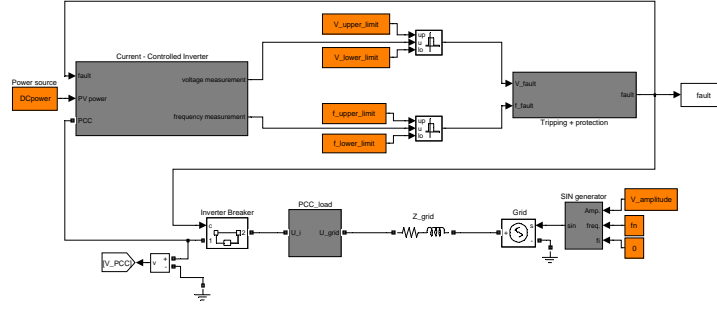 V_upper_limit
up
u
lo
V_lower_limit
Current - Controlled Inverter
fault
voltage measurement
PV power
frequency measurement
PCC
Power source
DCpower
f_upper_limit
up
u
lo
f_lower_limit
V_fault
fault
f_fault
Tripping + protection
fault
Inverter Breaker
c
1
2
PCC_load
U_i
U_grid
Z_grid
Grid
+
s
-
SIN generator
Amp.
sin
freq.
fi
V_amplitude
fn
0
[V_PCC]
v
+
-